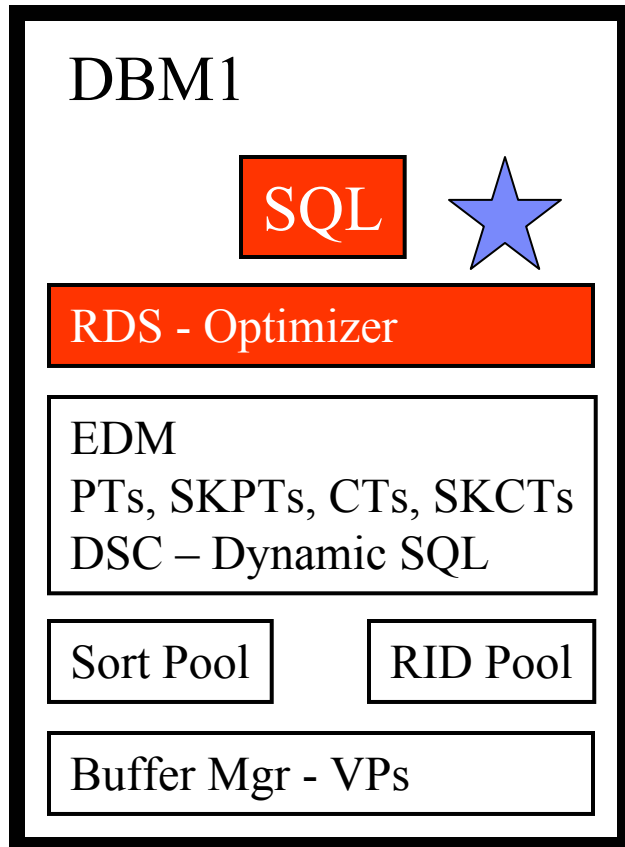 DBM1
SQL
RDS - Optimizer
EDM
PTs, SKPTs, CTs, SKCTs
DSC – Dynamic SQL
Sort Pool
RID Pool
Buffer Mgr - VPs